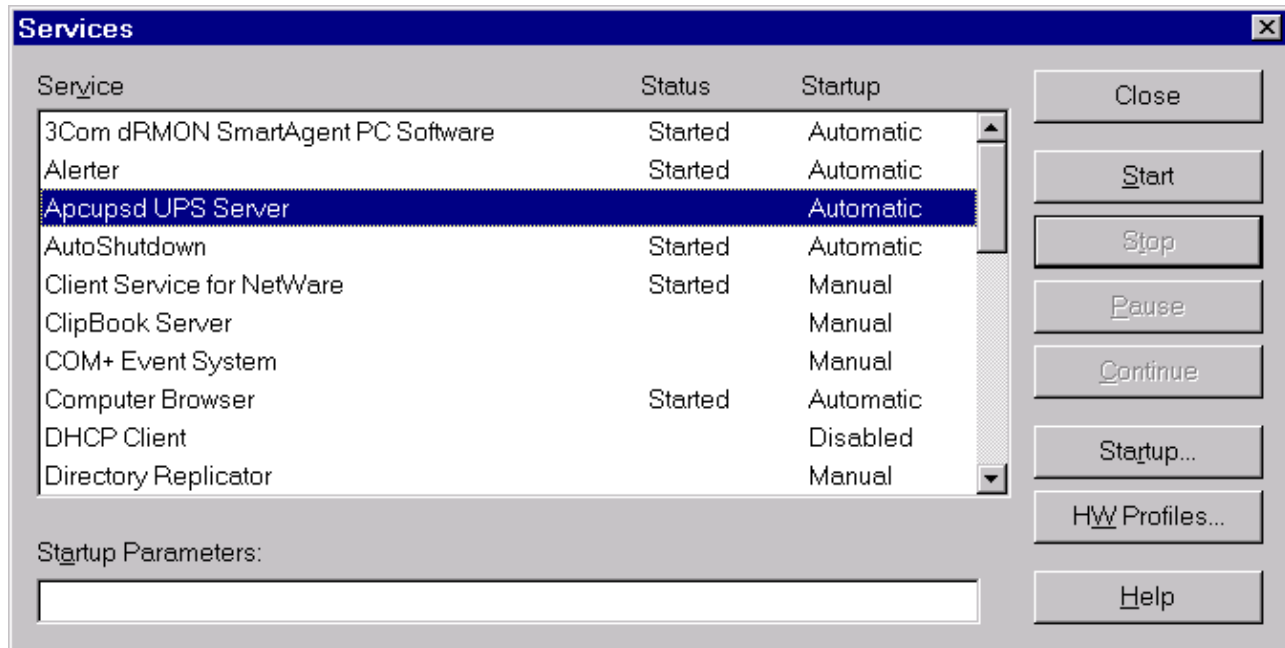 Services
Service Status Startup
3Com dRMON SmartAgent PC Software Started Automatic
Alerter Started Automatic
Apcupsd UPS Server Automatic
AutoShutdown Started Automatic
Client Service for NetWare Started Manual
ClipBook Server Manual
COM+ Event System Manual
Computer Browser Started Automatic
DHCP Client Disabled
Directory Replicator Manual
Startup Parameters:
Close
Start
Stop
Pause
Continue
Startup...
HW Profiles...
Help